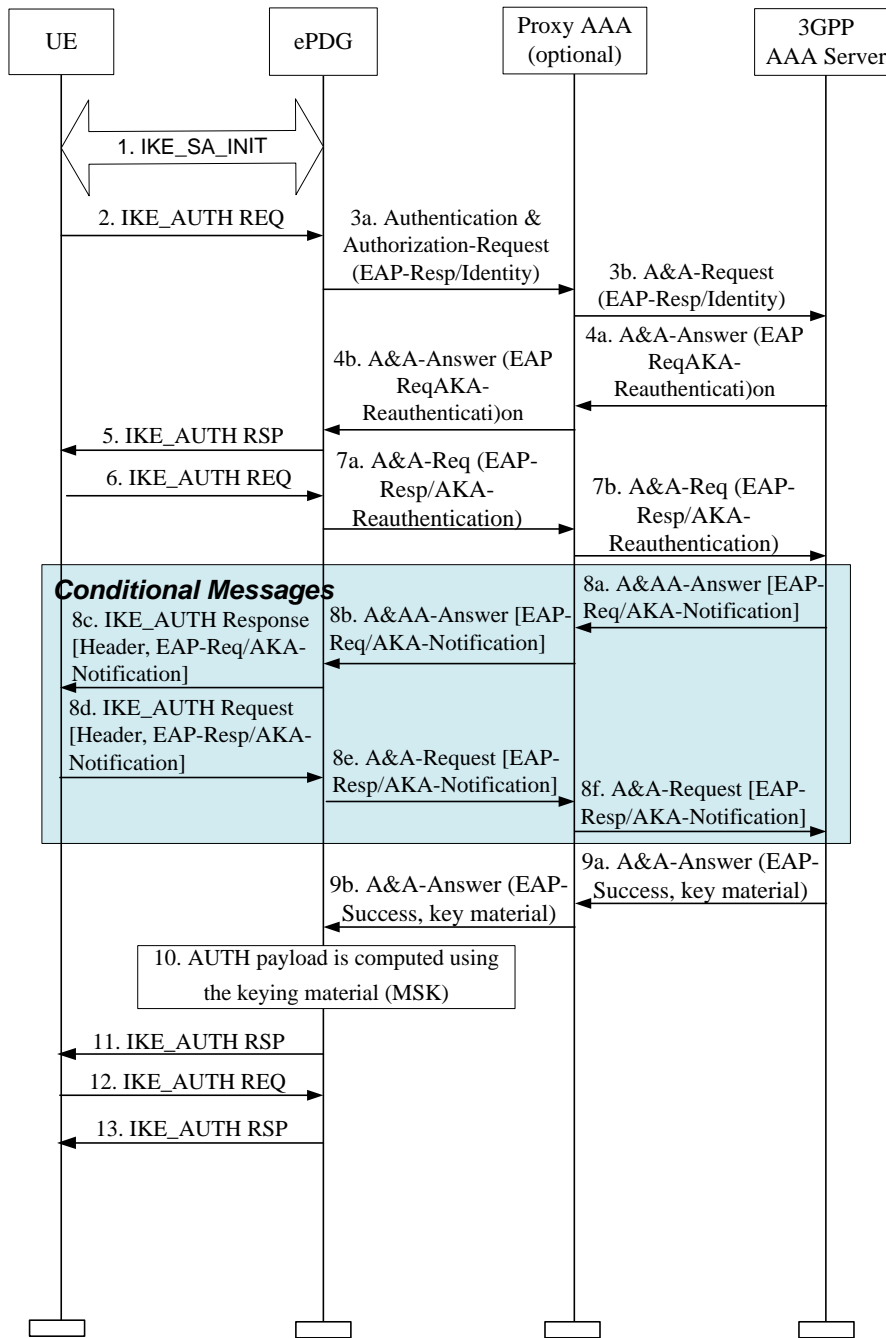 UE
ePDG
Proxy AAA
(optional)
3GPP
AAA Server
1. IKE_SA_INIT
2. IKE_AUTH REQ
3a. Authentication &
Authorization-Request
(EAP-Resp/Identity)
3b. A&A-Request
(EAP-Resp/Identity)
4a. A&A-Answer (EAP
ReqAKA-
Reauthenticati)on
4b. A&A-Answer (EAP
ReqAKA-
Reauthenticati)on
5. IKE_AUTH RSP
6. IKE_AUTH REQ
7a. A&A-Req (EAP-
Resp/AKA-
Reauthentication)
7b. A&A-Req (EAP-
Resp/AKA-
Reauthentication)
Conditional Messages
8a. A&AA-Answer [EAP-
Req/AKA-Notification]
8b. A&AA-Answer [EAP-
Req/AKA-Notification]
8c. IKE_AUTH Response
[Header, EAP-Req/AKA-
Notification]
8d. IKE_AUTH Request
[Header, EAP-Resp/AKA-
Notification]
8e. A&A-Request [EAP-
Resp/AKA-Notification]
8f. A&A-Request [EAP-
Resp/AKA-Notification]
9a. A&A-Answer (EAP-
Success, key material)
9b. A&A-Answer (EAP-
Success, key material)
10. AUTH payload is computed using
the keying material (MSK)
11. IKE_AUTH RSP
12. IKE_AUTH REQ
13. IKE_AUTH RSP